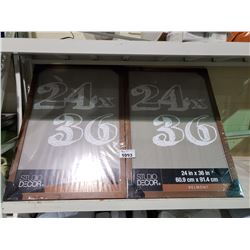 24x
36
24x
36
1093
STUDIO
DÉCOR
STUDIO
DÉCOR
24 in x 36 in
60.9 cm x 91.4 cm
BELMONT